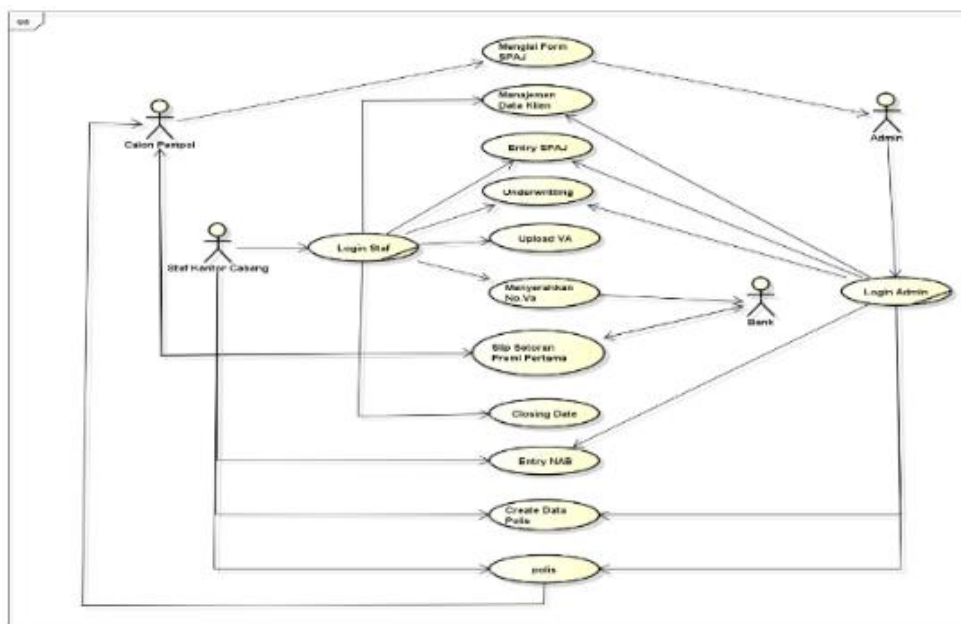 uc
Mengisi Form
SPAJ
Manajemen
Data Klien
Calon Pempol
Admin
Entry SPAJ
Underwritting
Login Staf
Upload VA
Staf Kantor Cabang
Menyerahkan
No.Va
Login Admin
Bank
Slip Setoran
Premi Pertama
Closing Date
Entry NAB
Create Data
Polis
polis